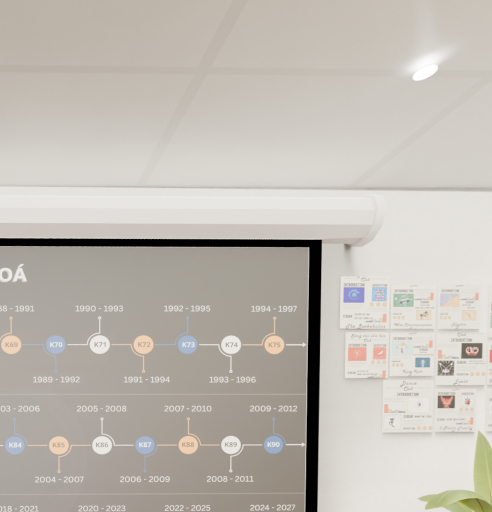 OÁ
88 - 1991
1990 - 1993
1992 - 1995
1994 - 1997
K69
K70
K71
K72
K73
K74
K75
1989 - 1992
1991 - 1994
1993 - 1996
03 - 2006
2005 - 2008
2007 - 2010
2009 - 2012
K84
K85
K86
K87
K88
K89
K90
2004 - 2007
2006 - 2009
2008 - 2011
18 - 2021
2020 - 2023
2022 - 2025
2024 - 2027